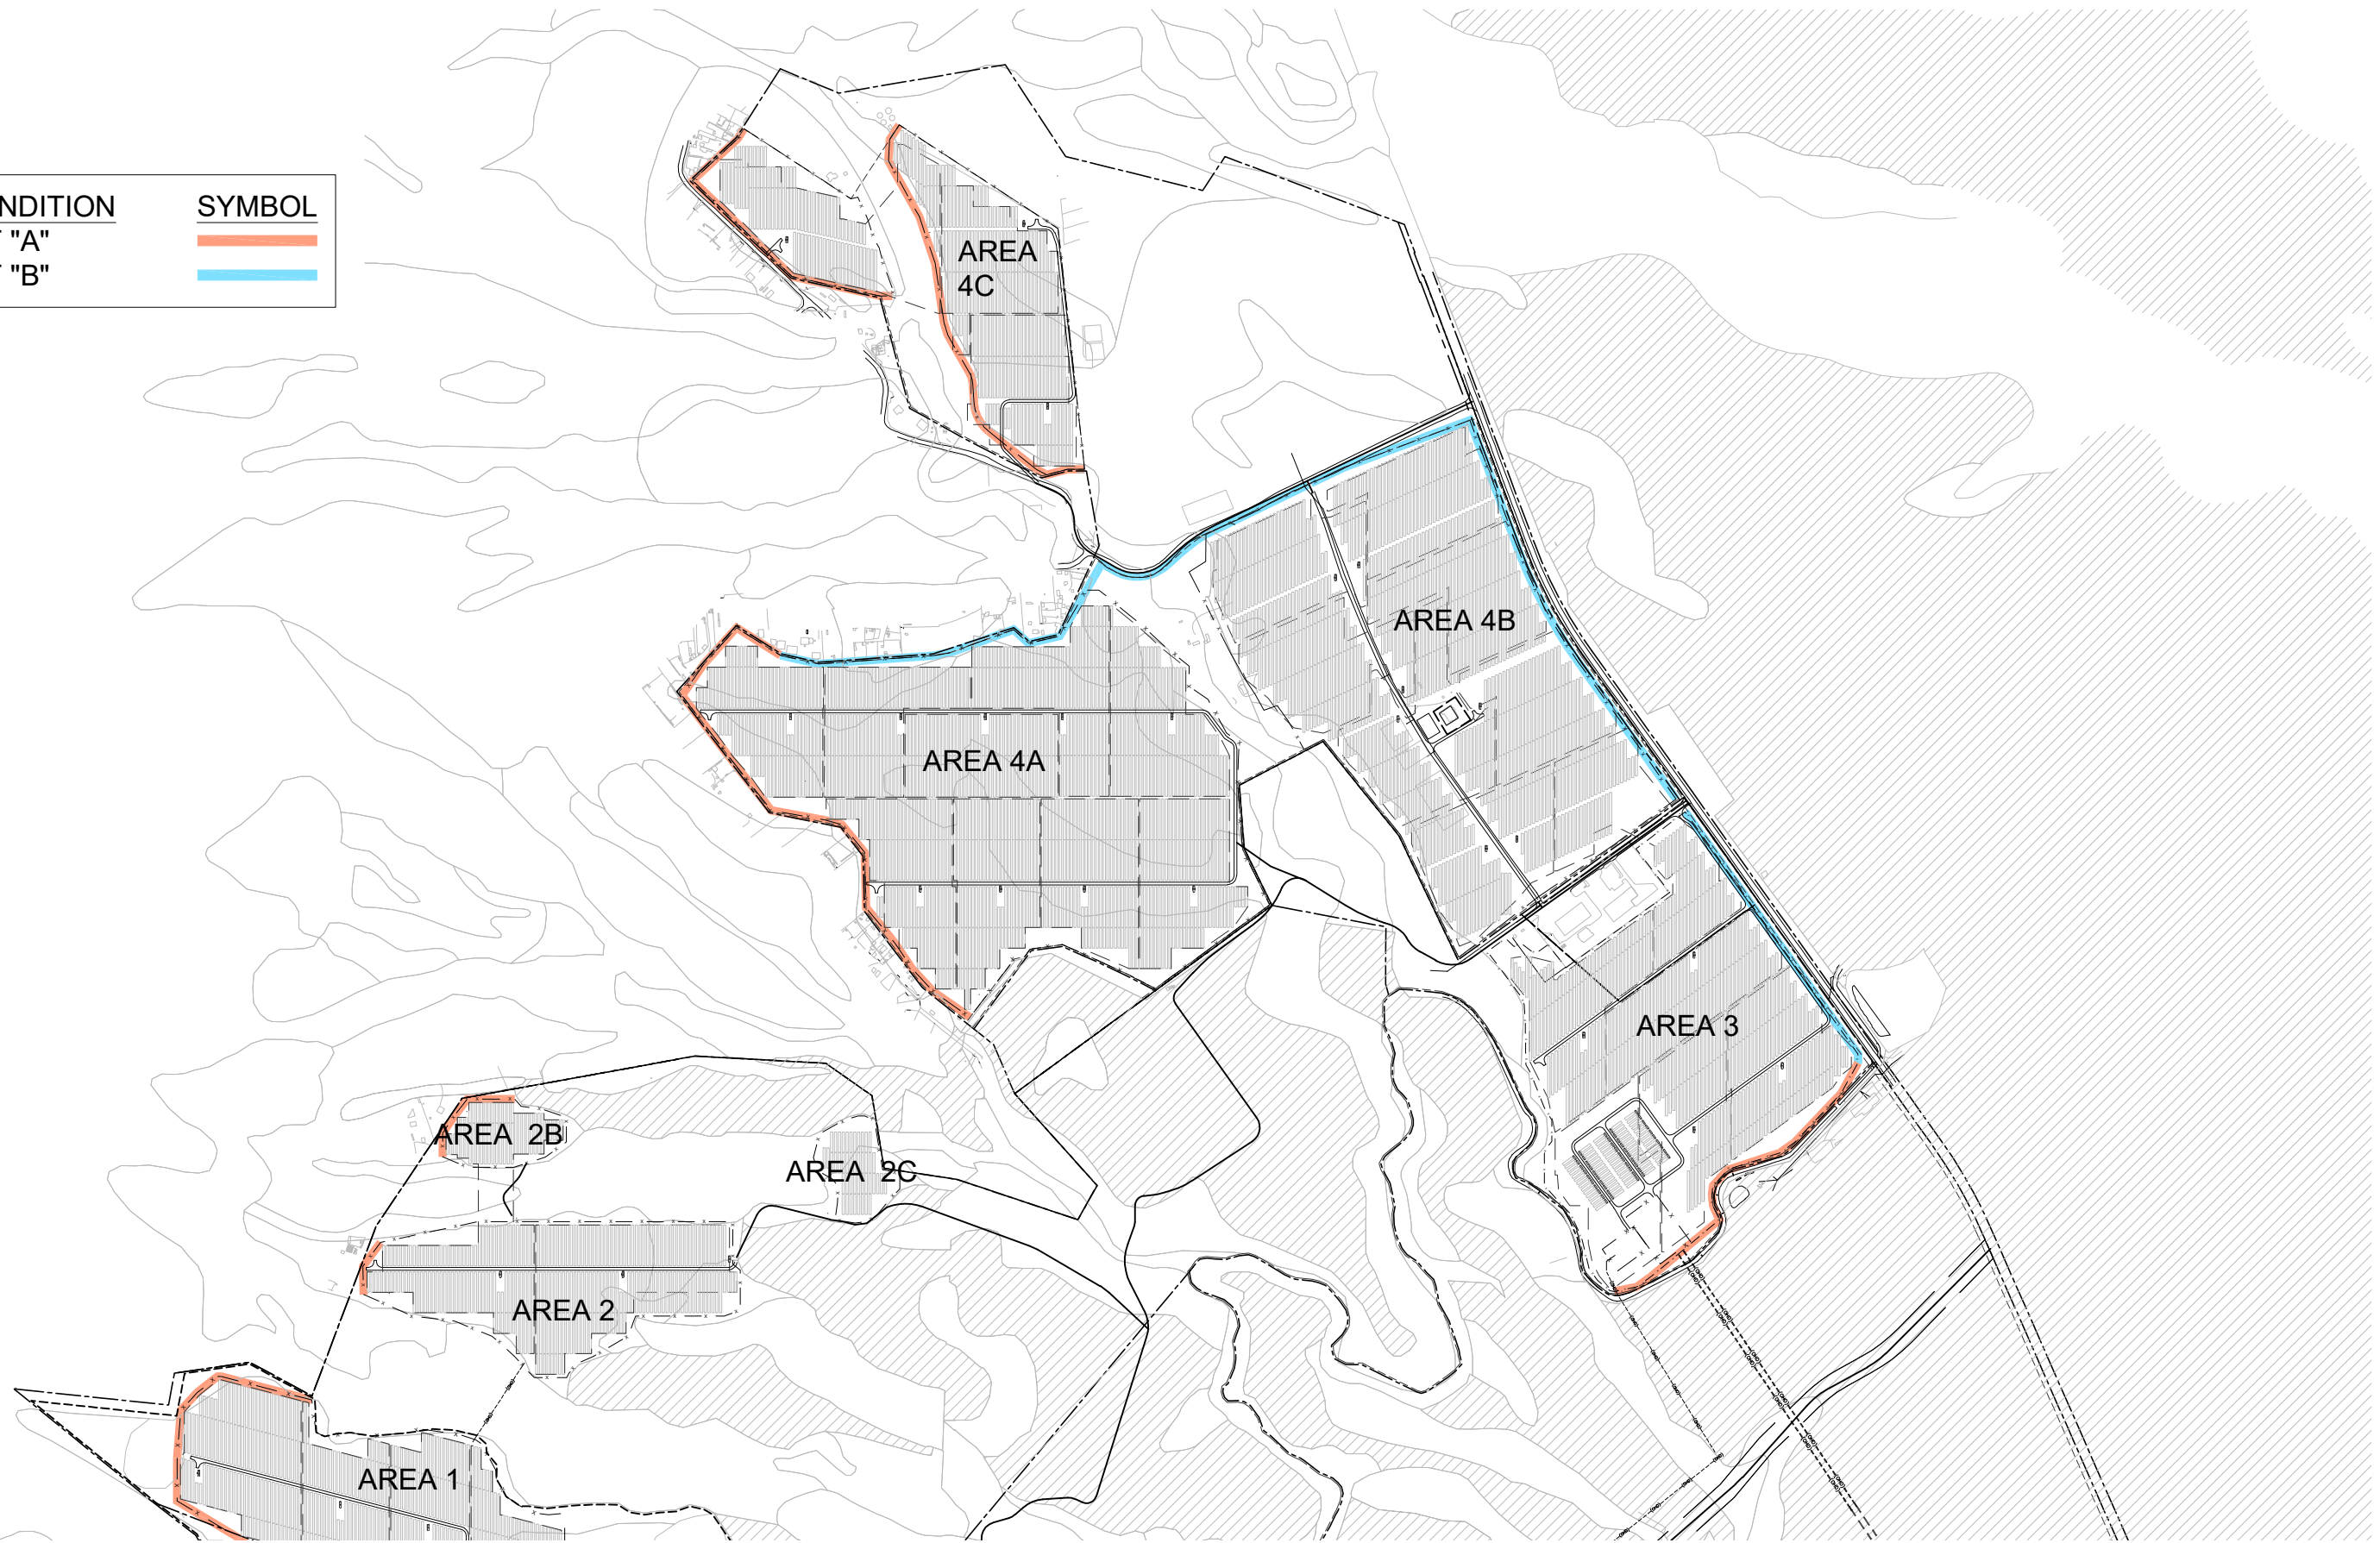 NDITION SYMBOL
"A"
"B"
AREA
4C
AREA 4B
AREA 4A
AREA 3
AREA 2B
AREA 2C
AREA 2
AREA 1